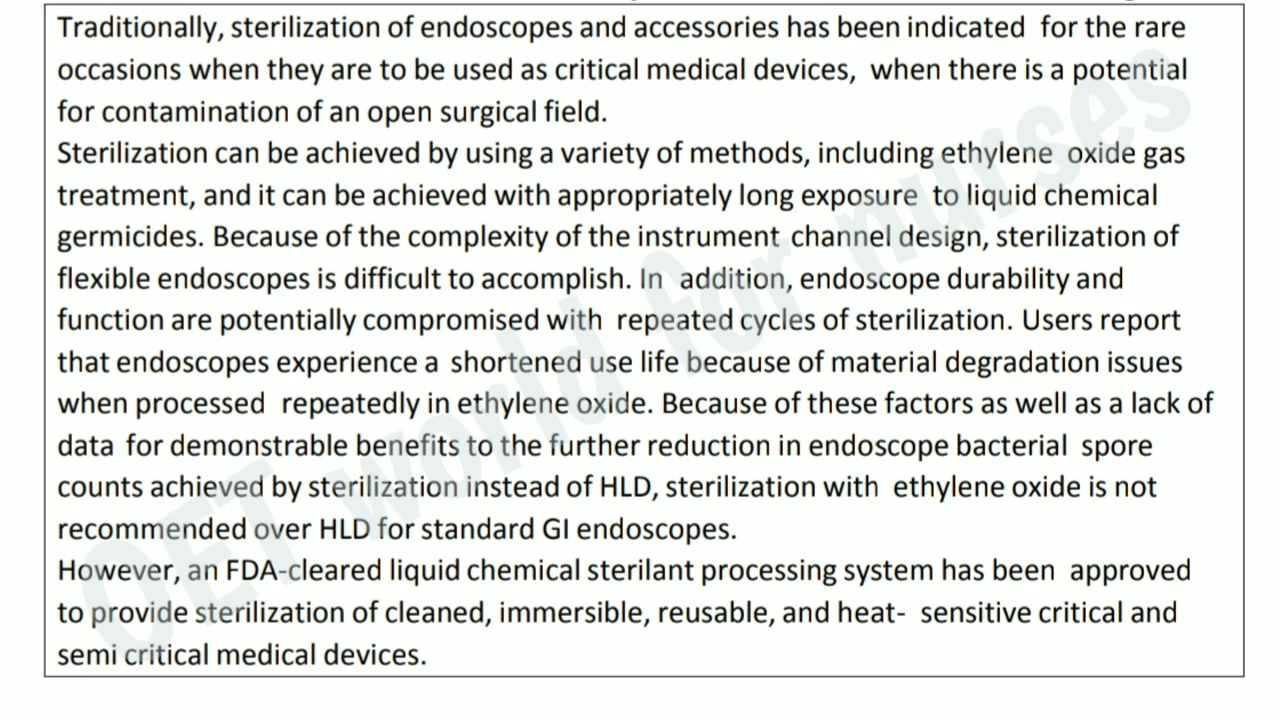 Traditionally, sterilization of endoscopes and accessories has been indicated for the rare
occasions when they are to be used as critical medical devices, when there is a potential
for contamination of an open surgical field.
Sterilization can be achieved by using a variety of methods, including ethylene oxide gas
treatment, and it can be achieved with appropriately long exposure to liquid chemical
germicides. Because of the complexity of the instrument channel design, sterilization of
flexible endoscopes is difficult to accomplish. In addition, endoscope durability and
function are potentially compromised with repeated cycles of sterilization. Users report
that endoscopes experience a shortened use life because of material degradation issues
when processed repeatedly in ethylene oxide. Because of these factors as well as a lack of
data for demonstrable benefits to the further reduction in endoscope bacterial spore
counts achieved by sterilization instead of HLD, sterilization with ethylene oxide is not
recommended over HLD for standard GI endoscopes.
However, an FDA-cleared liquid chemical sterilant processing system has been approved
to provide sterilization of cleaned, immersible, reusable, and heat- sensitive critical and
semi critical medical devices.
OET world for nurses